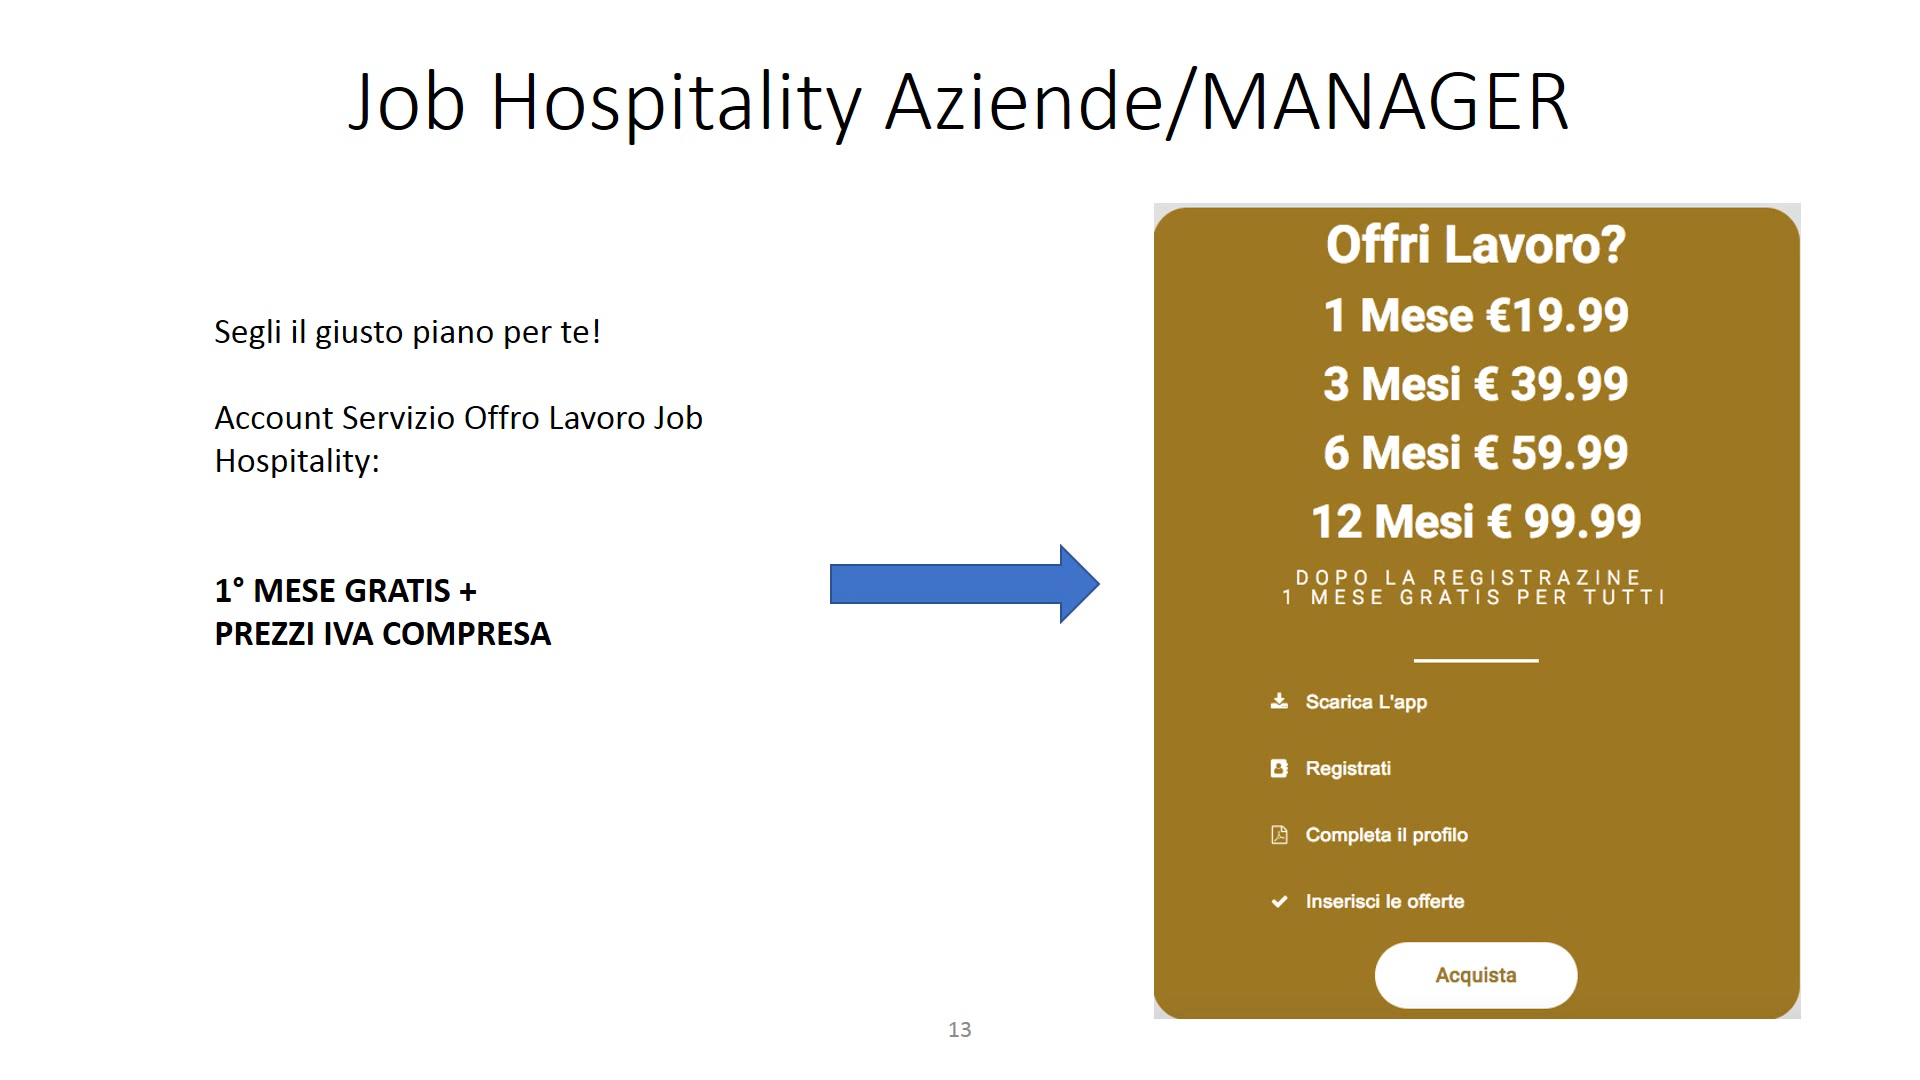 Job Hospitality Aziende/MANAGER
Segli il giusto piano per te!
Account Servizio Offro Lavoro Job
Hospitality:
1° MESE GRATIS +
PREZZI IVA COMPRESA
Offri Lavoro?
1 Mese €19.99
3 Mesi € 39.99
6 Mesi € 59.99
12 Mesi € 99.99
DOPO LA REGISTRAZINE
1 MESE GRATIS PER TUTTI
Scarica L'app
Registrati
Completa il profilo
Inserisci le offerte
Acquista
13